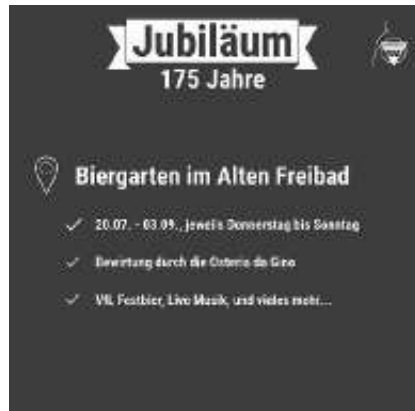 Jubiläum
175 Jahre
Biergarten im Alten Freibad
20.07. - 03.09., jeweils Donnerstag bis Sonntag
Bewirtung durch die Osteria da Gino
VfL Festbier, Live Musik, und vieles mehr...